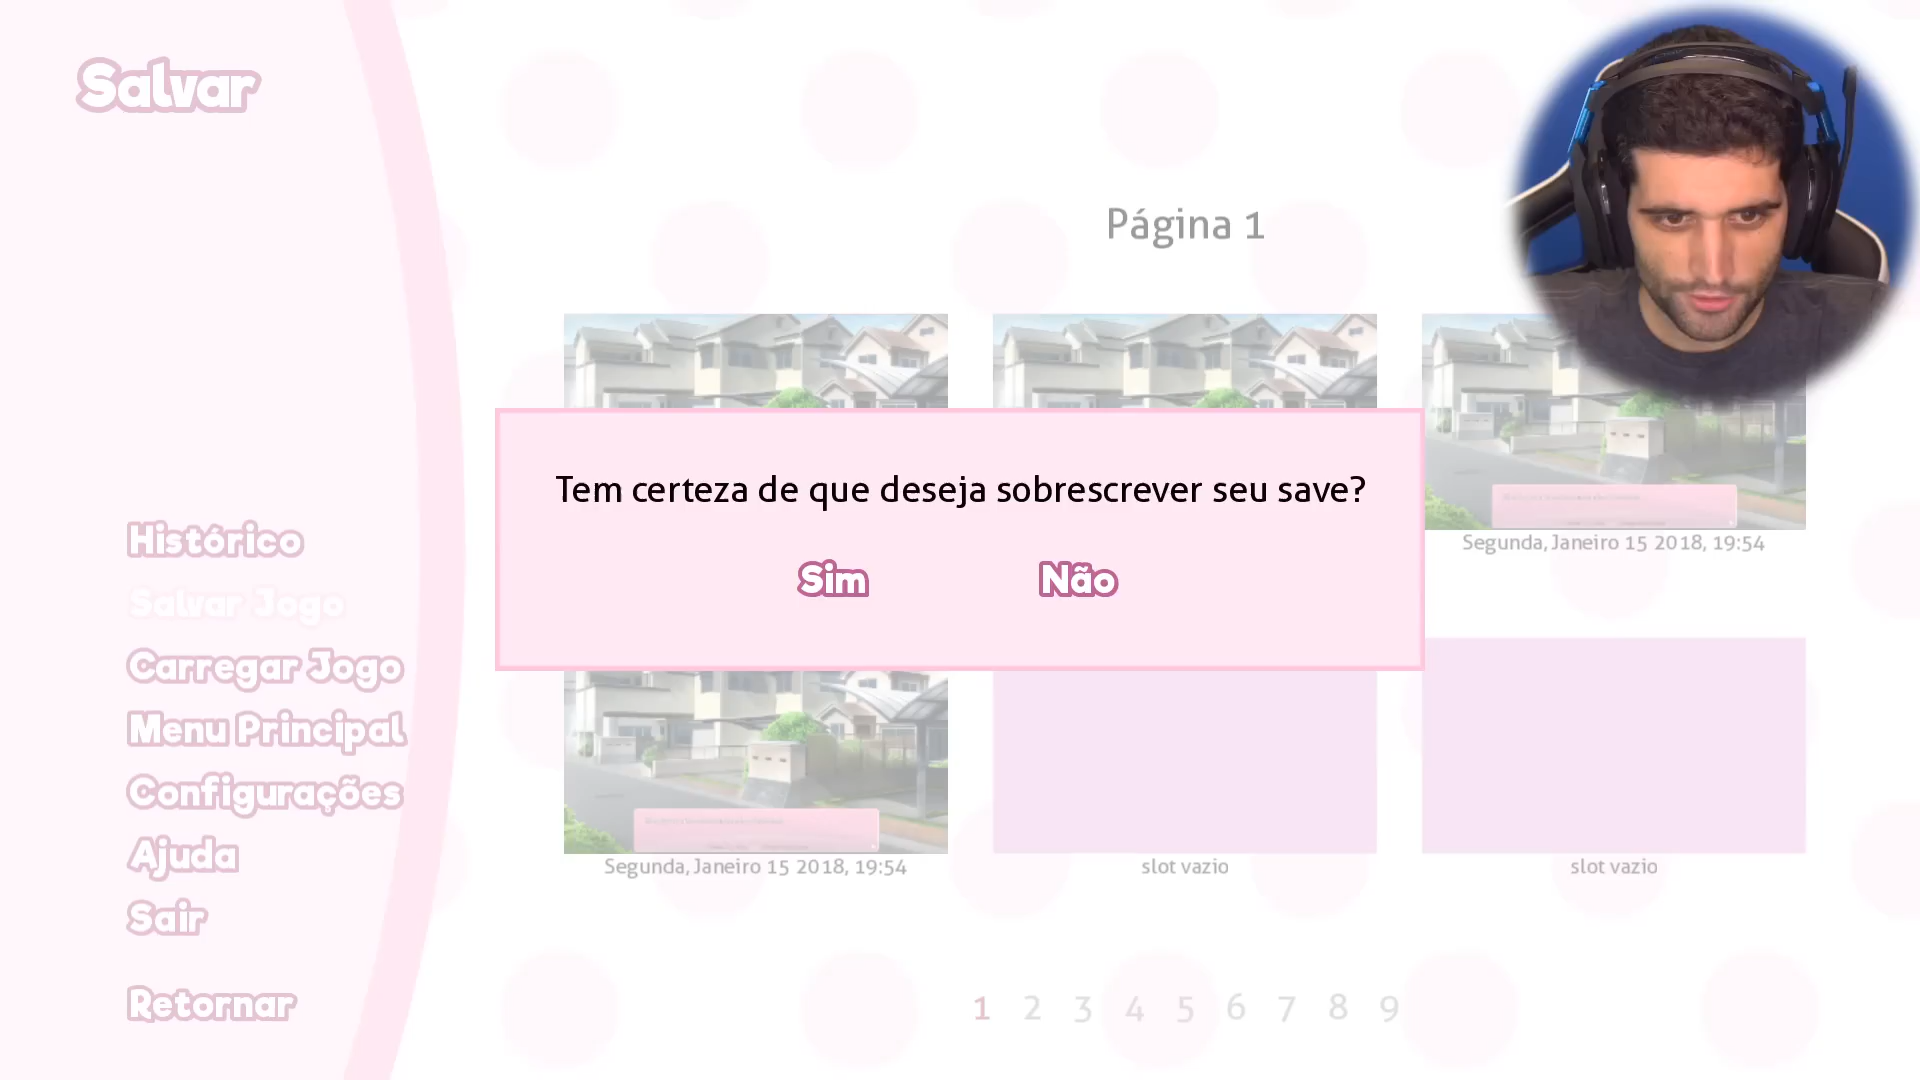 Salvar
Página 1
Tem certeza de que deseja sobrescrever seu save?
Sim
Não
Segunda, Janeiro 15 2018, 19:54
Histórico
Salvar Jogo
Carregar Jogo
Menu Principal
Configurações
Ajuda
Sair
Retornar
Segunda, Janeiro 15 2018, 19:54
slot vazio
slot vazio
1 2 3 4 5 6 7 8 9